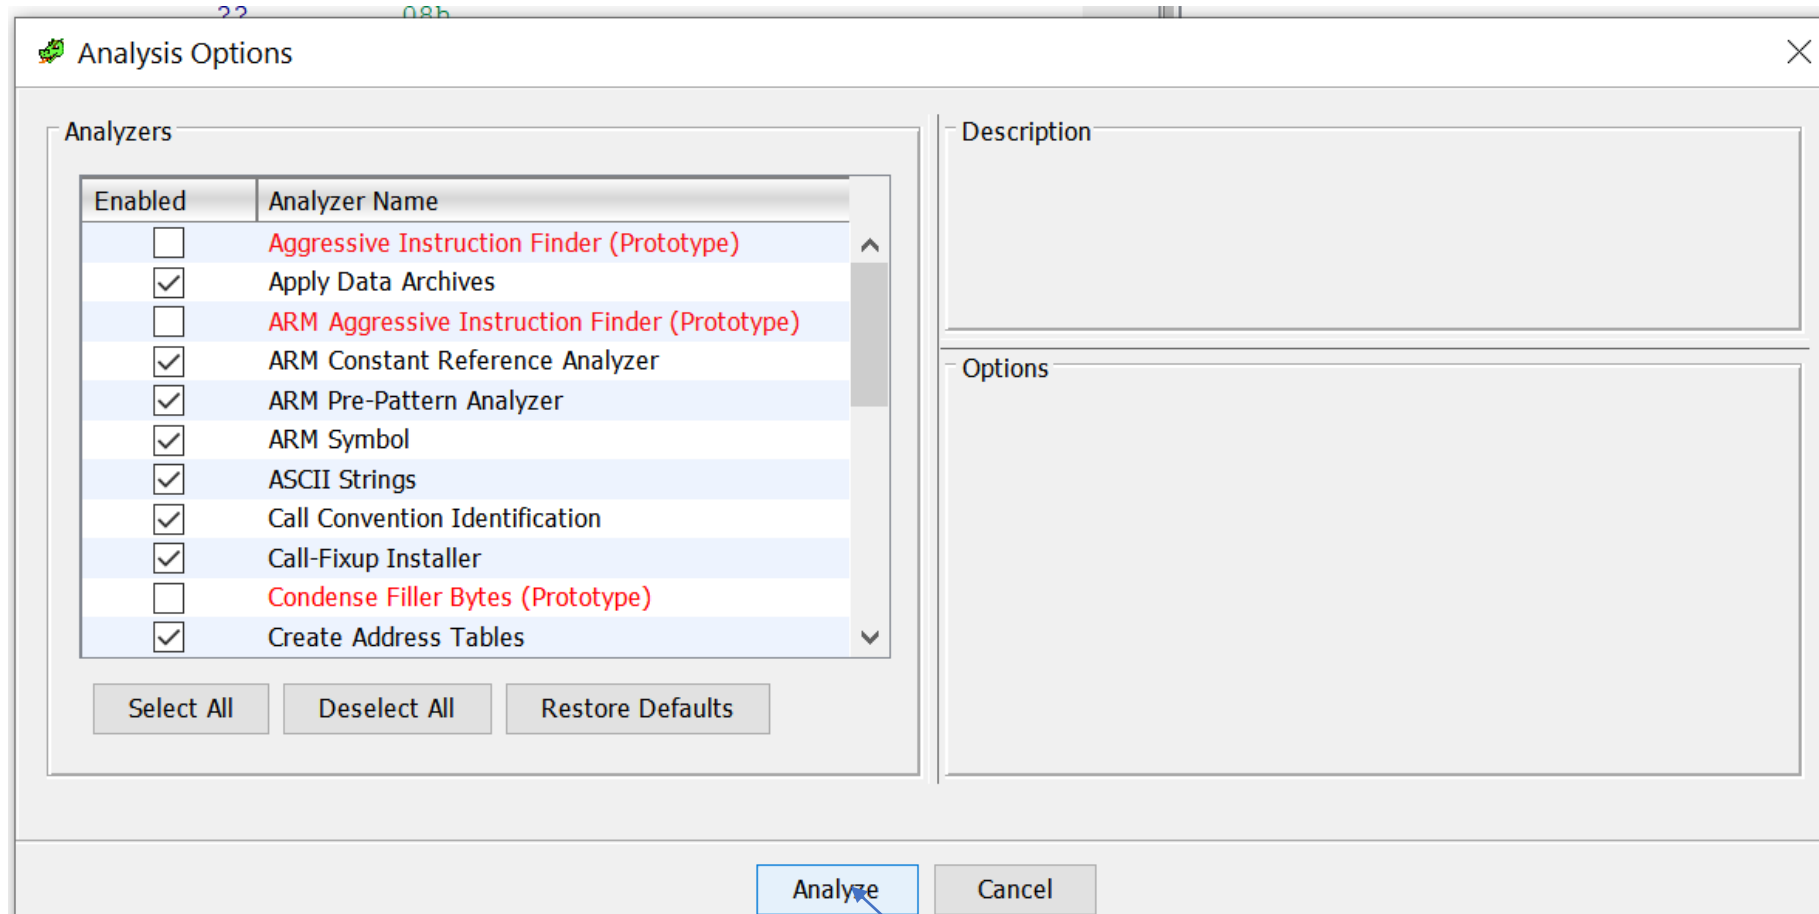 ?? 08h
Analysis Options
Analyzers
Enabled Analyzer Name
Aggressive Instruction Finder (Prototype)
Apply Data Archives
ARM Aggressive Instruction Finder (Prototype)
ARM Constant Reference Analyzer
ARM Pre-Pattern Analyzer
ARM Symbol
ASCII Strings
Call Convention Identification
Call-Fixup Installer
Condense Filler Bytes (Prototype)
Create Address Tables
Select All Deselect All Restore Defaults
Description
Options
Analyze Cancel